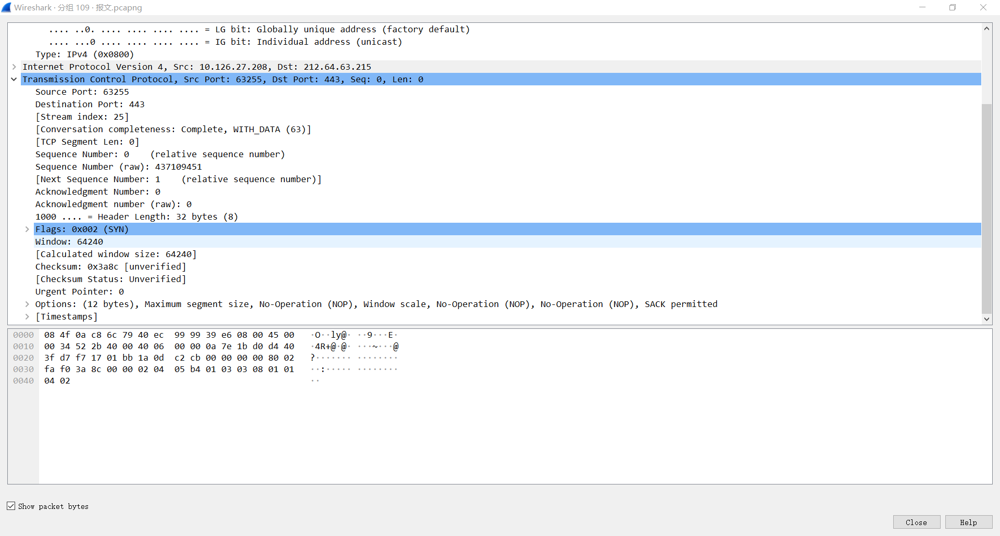 Wireshark · 分组 109 · 报文.pcapng
.... ..0. .... .... .... .... = LG bit: Globally unique address (factory default)
.... ...0 .... .... .... .... = IG bit: Individual address (unicast)
Type: IPv4 (0x0800)
Internet Protocol Version 4, Src: 10.126.27.208, Dst: 212.64.63.215
Transmission Control Protocol, Src Port: 63255, Dst Port: 443, Seq: 0, Len: 0
Source Port: 63255
Destination Port: 443
[Stream index: 25]
[Conversation completeness: Complete, WITH_DATA (63)]
[TCP Segment Len: 0]
Sequence Number: 0    (relative sequence number)
Sequence Number (raw): 437109451
[Next Sequence Number: 1    (relative sequence number)]
Acknowledgment Number: 0
Acknowledgment number (raw): 0
1000 .... = Header Length: 32 bytes (8)
Flags: 0x002 (SYN)
Window: 64240
[Calculated window size: 64240]
Checksum: 0x3a8c [unverified]
[Checksum Status: Unverified]
Urgent Pointer: 0
Options: (12 bytes), Maximum segment size, No-Operation (NOP), Window scale, No-Operation (NOP), No-Operation (NOP), SACK permitted
[Timestamps]
0000 08 4f 0a c8 6c 79 40 ec 99 99 39 e6 08 00 45 00 ·O··ly@· ··9···E·
0010 00 34 52 2b 40 00 40 06 00 00 0a 7e 1b d0 d4 40 ·4R+@·@· ···~···@
0020 3f d7 f7 17 01 bb 1a 0d c2 cb 00 00 00 00 80 02 ?······· ········
0030 fa f0 3a 8c 00 00 02 04 05 b4 01 03 03 08 01 01 ··:····· ········
0040 04 02 ··
Show packet bytes
Close
Help